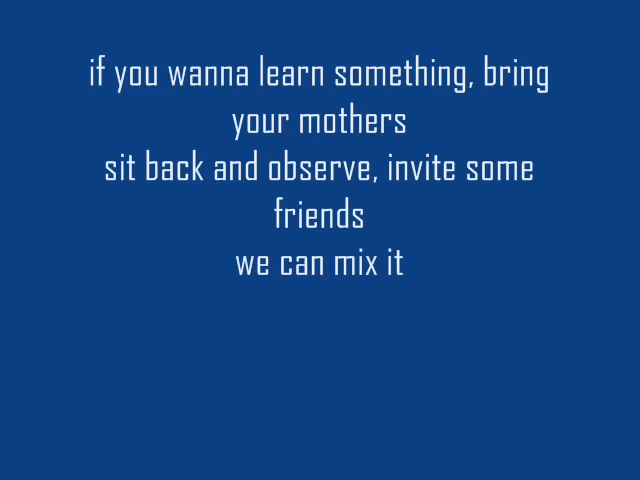 if you wanna learn something, bring
your mothers
sit back and observe, invite some
friends
we can mix it